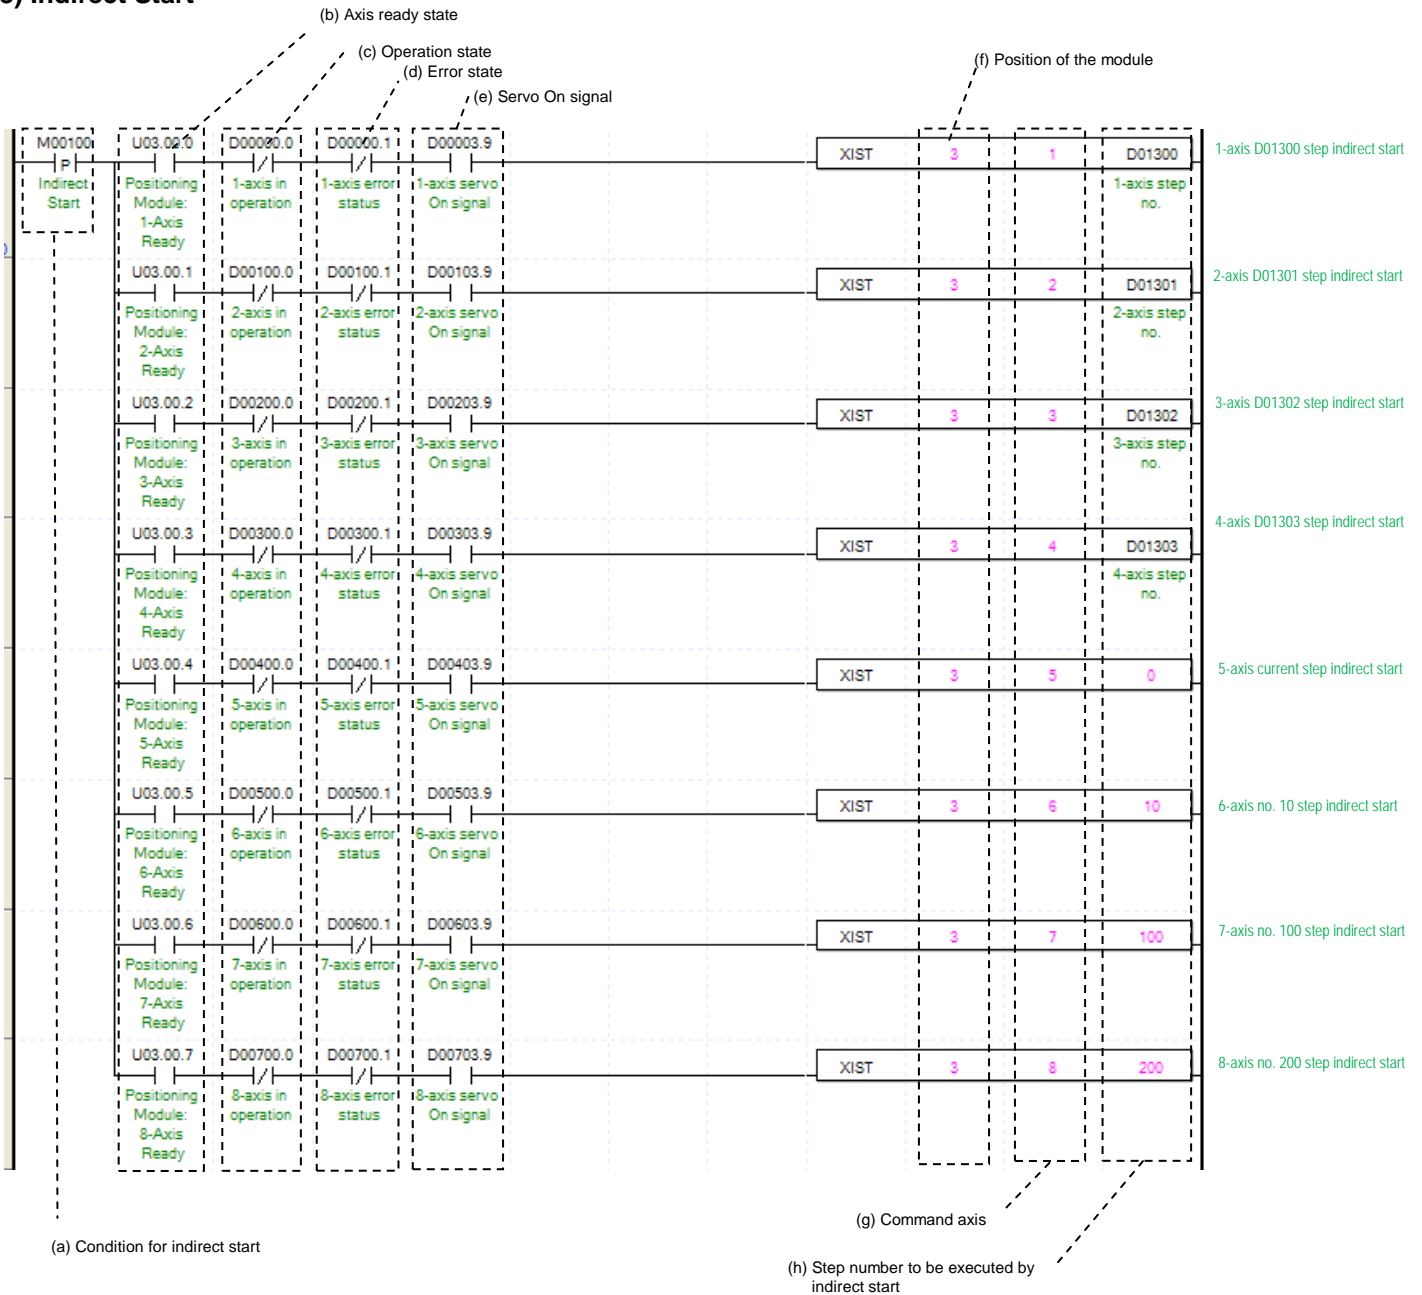 Indirect Start
(b) Axis ready state
(c) Operation state
(d) Error state
(e) Servo On signal
(f) Position of the module
M00100 U03.00.0 D00000.0 D00000.1 D00003.9
P
XIST 3 1 D01300
1-axis D01300 step indirect start
Indirect Positioning 1-axis in 1-axis error 1-axis servo 1-axis step
Start Module: operation status On signal no.
1-Axis
Ready
U03.00.1 D00100.0 D00100.1 D00103.9
XIST 3 2 D01301
2-axis D01301 step indirect start
Positioning 2-axis in 2-axis error 2-axis servo 2-axis step
Module: operation status On signal no.
2-Axis
Ready
U03.00.2 D00200.0 D00200.1 D00203.9
XIST 3 3 D01302
3-axis D01302 step indirect start
Positioning 3-axis in 3-axis error 3-axis servo 3-axis step
Module: operation status On signal no.
3-Axis
Ready
U03.00.3 D00300.0 D00300.1 D00303.9
XIST 3 4 D01303
4-axis D01303 step indirect start
Positioning 4-axis in 4-axis error 4-axis servo 4-axis step
Module: operation status On signal no.
4-Axis
Ready
U03.00.4 D00400.0 D00400.1 D00403.9
XIST 3 5 0
5-axis current step indirect start
Positioning 5-axis in 5-axis error 5-axis servo
Module: operation status On signal
5-Axis
Ready
U03.00.5 D00500.0 D00500.1 D00503.9
XIST 3 6 10
6-axis no. 10 step indirect start
Positioning 6-axis in 6-axis error 6-axis servo
Module: operation status On signal
6-Axis
Ready
U03.00.6 D00600.0 D00600.1 D00603.9
XIST 3 7 100
7-axis no. 100 step indirect start
Positioning 7-axis in 7-axis error 7-axis servo
Module: operation status On signal
7-Axis
Ready
U03.00.7 D00700.0 D00700.1 D00703.9
XIST 3 8 200
8-axis no. 200 step indirect start
Positioning 8-axis in 8-axis error 8-axis servo
Module: operation status On signal
8-Axis
Ready
(g) Command axis
(a) Condition for indirect start
(h) Step number to be executed by
indirect start